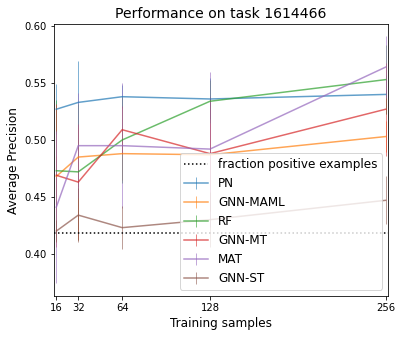 Performance on task 1614466
Average Precision
0.60
0.55
0.50
0.45
0.40
fraction positive examples
PN
GNN-MAML
RF
GNN-MT
MAT
GNN-ST
16 32 64 128 256
Training samples